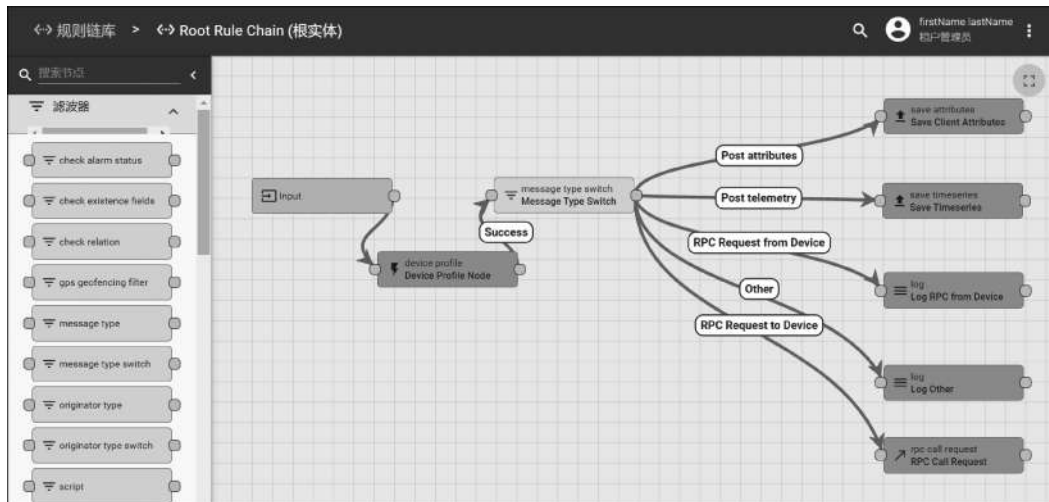 规则链库 > Root Rule Chain (根实体)
firstName lastName
租户管理员
搜索节点
滤波器
check alarm status
check existence fields
check relation
gps geofencing filter
message type
message type switch
originator type
originator type switch
script
Input
device profile
Device Profile Node
Success
message type switch
Message Type Switch
Post attributes
Post telemetry
RPC Request from Device
Other
RPC Request to Device
save attributes
Save Client Attributes
save timeseries
Save Timeseries
log
Log RPC from Device
log
Log Other
rpc call request
RPC Call Request